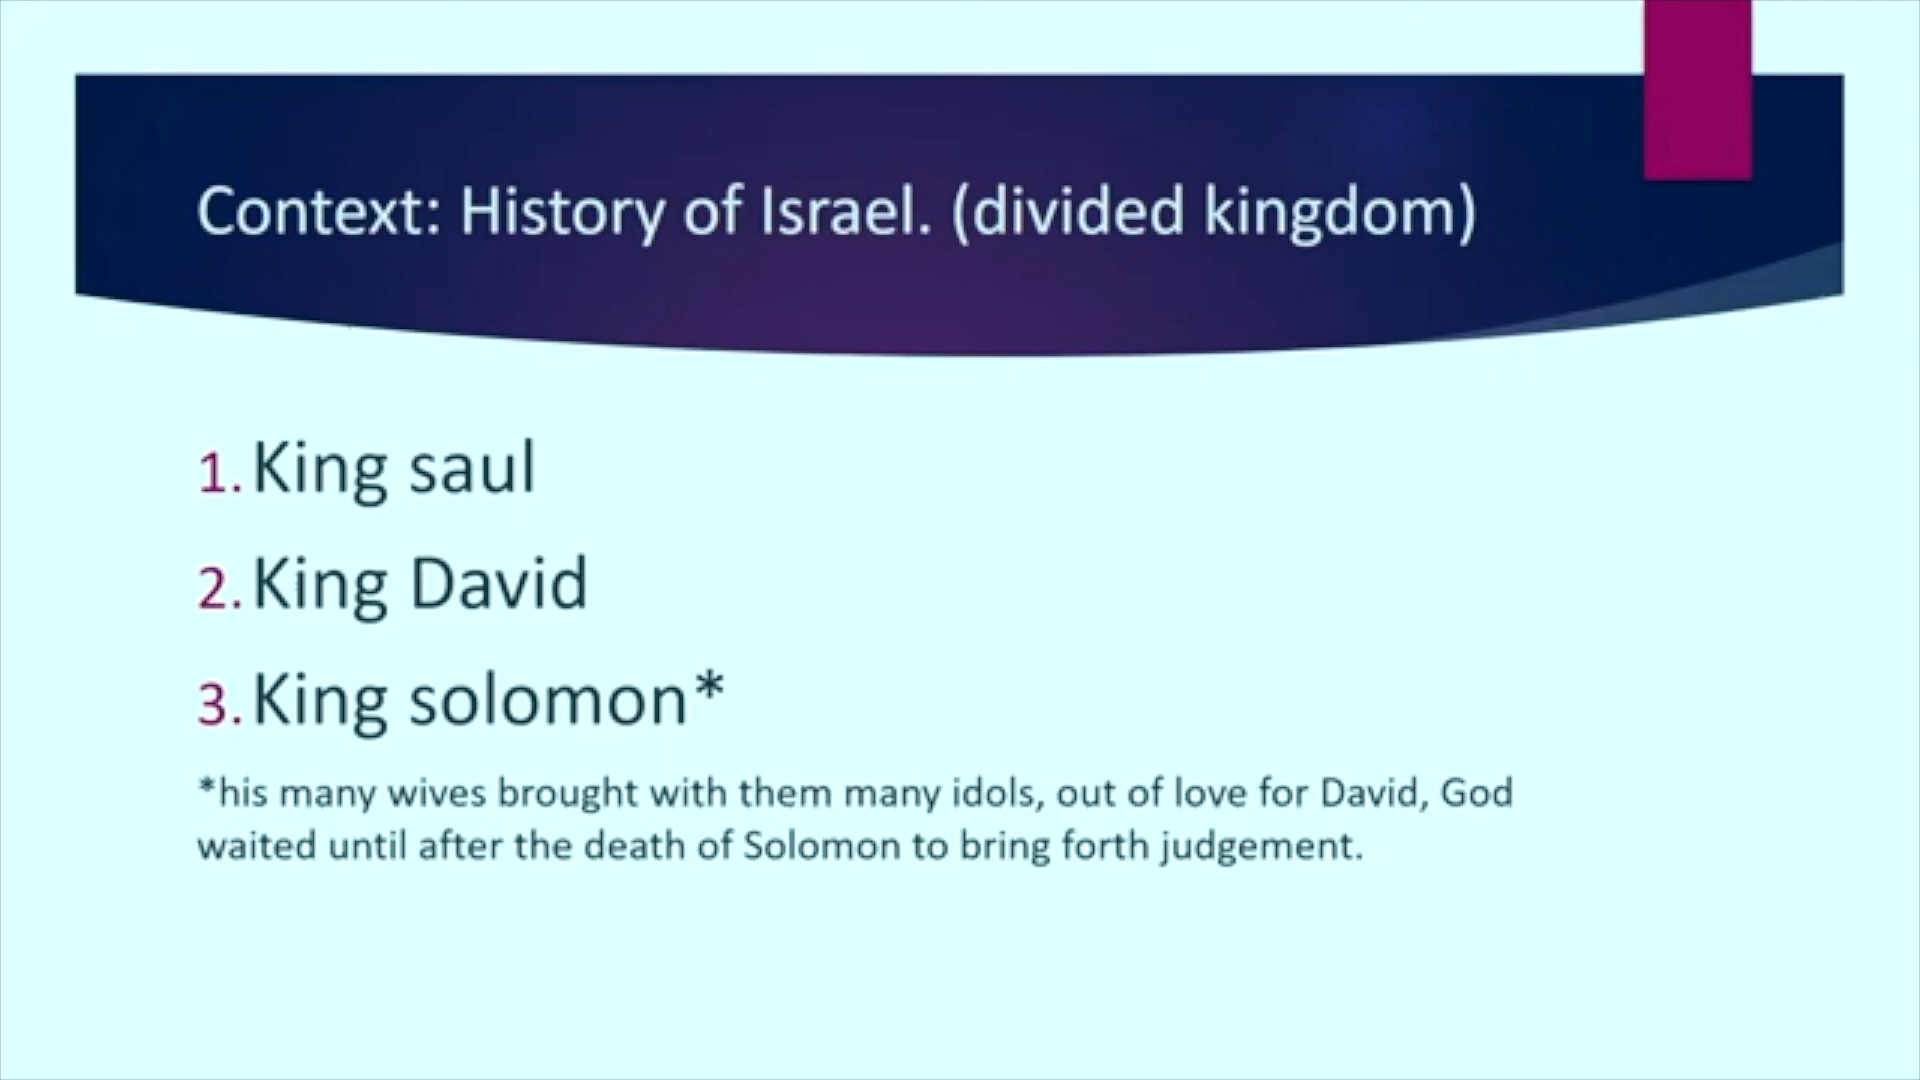 Context: History of Israel. (divided kingdom)
1. King saul
2. King David
3. King solomon*
*his many wives brought with them many idols, out of love for David, God
waited until after the death of Solomon to bring forth judgement.